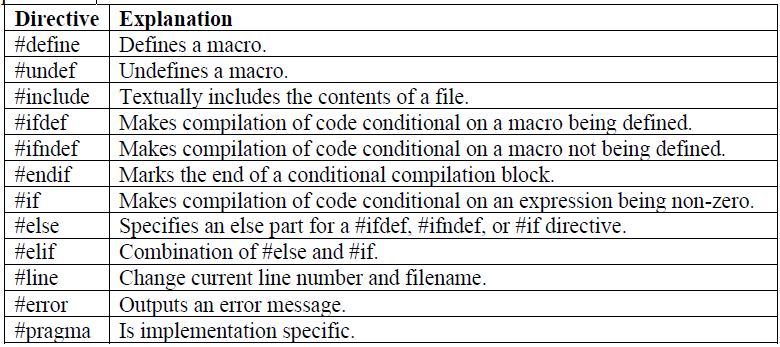 Directive Explanation
#define Defines a macro.
#undef Undefines a macro.
#include Textually includes the contents of a file.
#ifdef Makes compilation of code conditional on a macro being defined.
#ifndef Makes compilation of code conditional on a macro not being defined.
#endif Marks the end of a conditional compilation block.
#if Makes compilation of code conditional on an expression being non-zero.
#else Specifies an else part for a #ifdef, #ifndef, or #if directive.
#elif Combination of #else and #if.
#line Change current line number and filename.
#error Outputs an error message.
#pragma Is implementation specific.